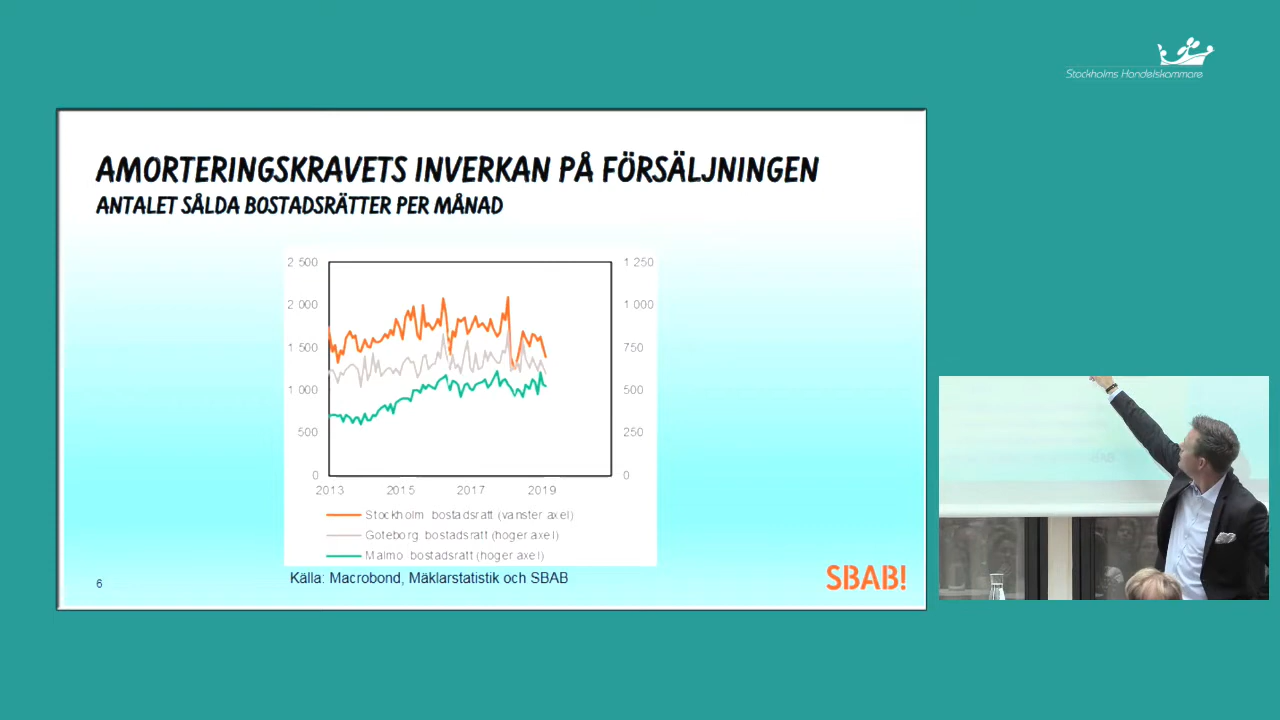 Stockholms Handelskammare
AMORTERINGSKRAVETS INVERKAN PÅ FÖRSÄLJNINGEN
ANTALET SÅLDA BOSTADSRÄTTER PER MÅNAD
2 500 1 250
2 000 1 000
1 500 750
1 000 500
500 250
0 0
2013 2015 2017 2019
Stockholm bostadsratt (vanster axel)
Goteborg bostadsratt (hoger axel)
Malmo bostadsratt (hoger axel)
Källa: Macrobond, Mäklarstatistik och SBAB
6
SBAB!